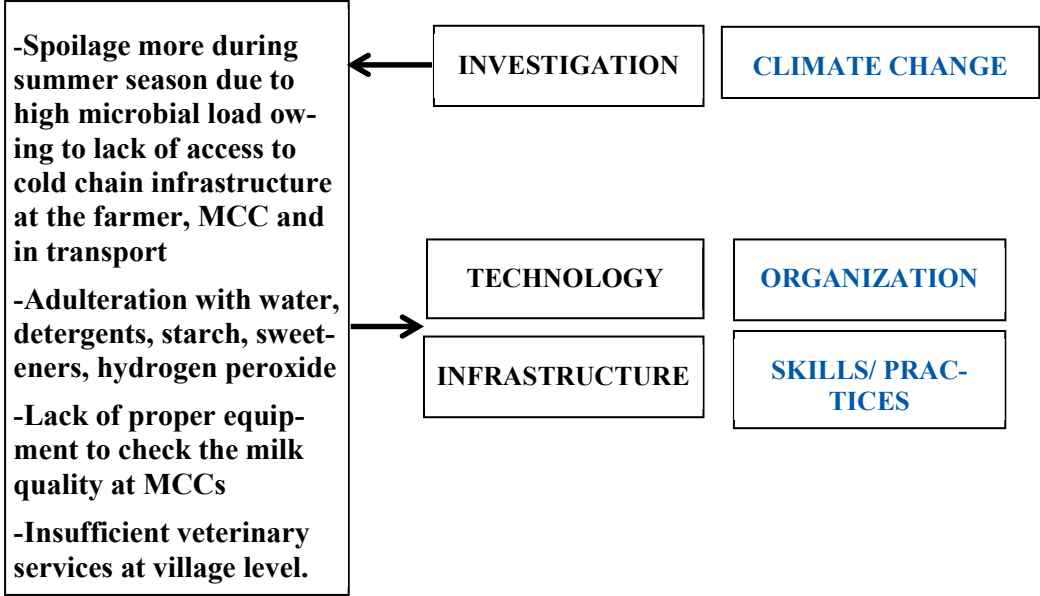 -Spoilage more during
summer season due to
high microbial load ow-
ing to lack of access to
cold chain infrastructure
at the farmer, MCC and
in transport
-Adulteration with water,
detergents, starch, sweet-
eners, hydrogen peroxide
-Lack of proper equip-
ment to check the milk
quality at MCCs
-Insufficient veterinary
services at village level.
INVESTIGATION
CLIMATE CHANGE
TECHNOLOGY
ORGANIZATION
INFRASTRUCTURE
SKILLS/ PRAC-
TICES